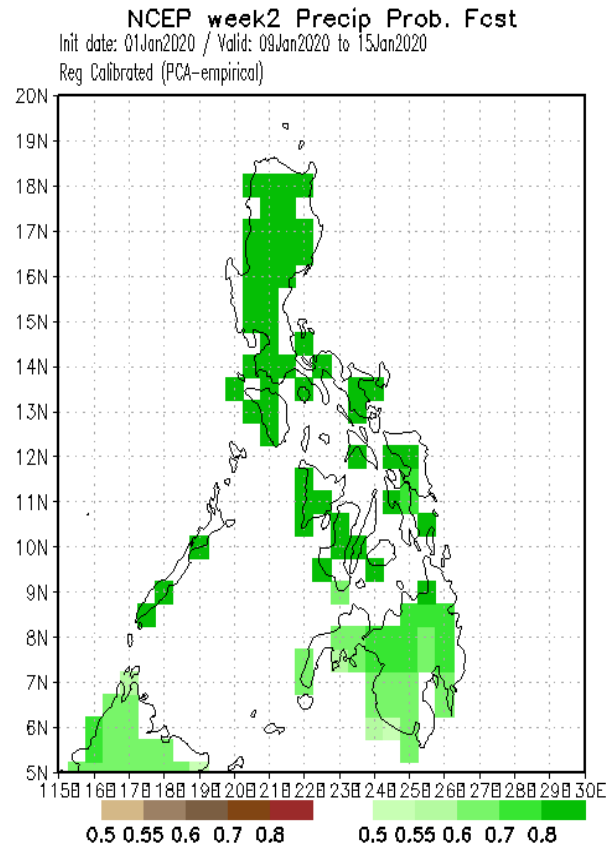 NCEP week2 Precip Prob. Fcst
Init date: 01Jan2020 / Valid: 09Jan2020 to 15Jan2020
Reg Calibrated (PCA-empirical)
20N
19N
18N
17N
16N
15N
14N
13N
12N
11N
10N
9N
8N
7N
6N
5N
115E 116E 117E 118E 119E 120E 121E 122E 123E 124E 125E 126E 127E 128E 129E 130E
0.5 0.55 0.6 0.7 0.8 0.5 0.55 0.6 0.7 0.8